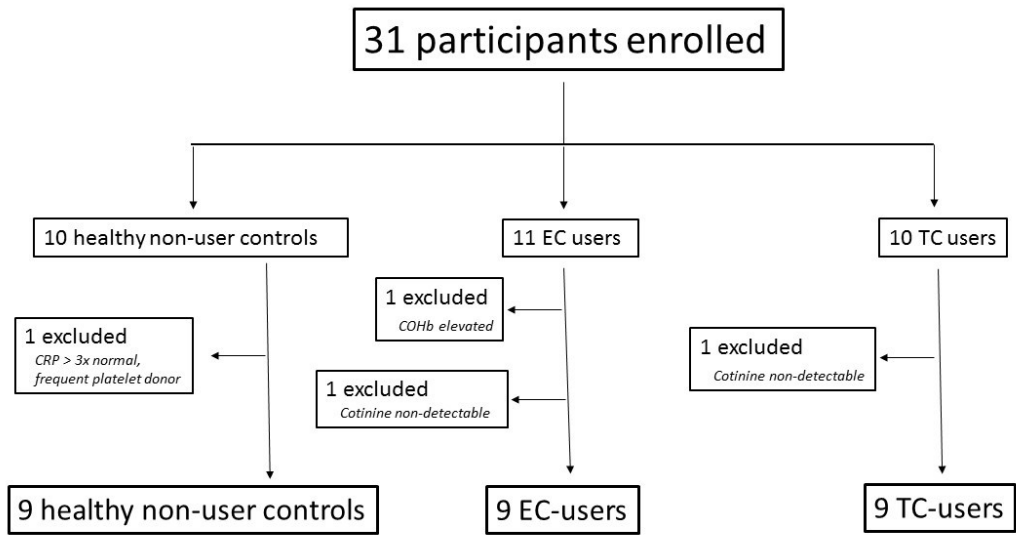 31 participants enrolled
10 healthy non-user controls
11 EC users
10 TC users
1 excluded
CRP > 3x normal,
frequent platelet donor
1 excluded
COHb elevated
1 excluded
Cotinine non-detectable
1 excluded
Cotinine non-detectable
9 healthy non-user controls
9 EC-users
9 TC-users